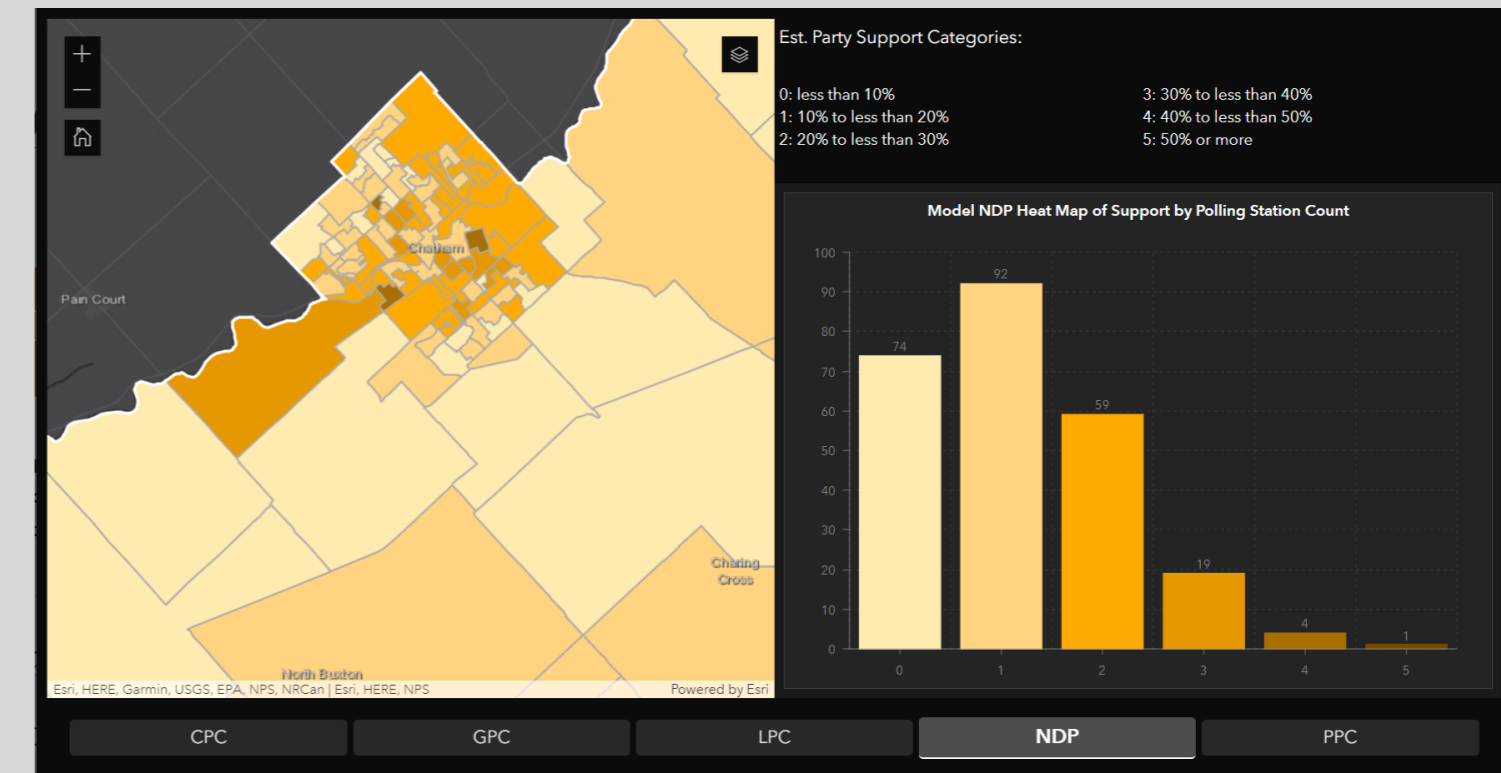 +
−
Pain Court
Chatham
Charing
Cross
North Buxton
Esri, HERE, Garmin, USGS, EPA, NPS, NRCan | Esri, HERE, NPS
Powered by Esri
Est. Party Support Categories:
0: less than 10%
1: 10% to less than 20%
2: 20% to less than 30%
3: 30% to less than 40%
4: 40% to less than 50%
5: 50% or more
Model NDP Heat Map of Support by Polling Station Count
100
90
80
70
60
50
40
30
20
10
0
74
92
59
19
4
1
0 1 2 3 4 5
CPC GPC LPC NDP PPC